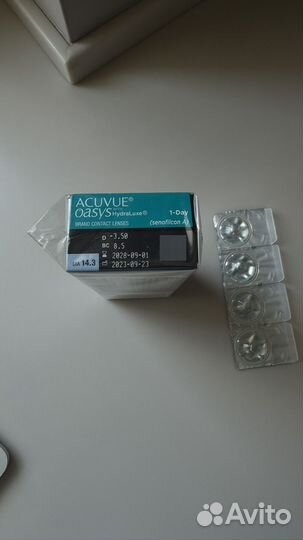 ACUVUE®
oasys® WITH HydraLuxe® 1-Day
BRAND CONTACT LENSES (senofilcon A)
D -3.50
BC 8.5
2028-09-01
DIA 14.3 2023-09-23
Avito